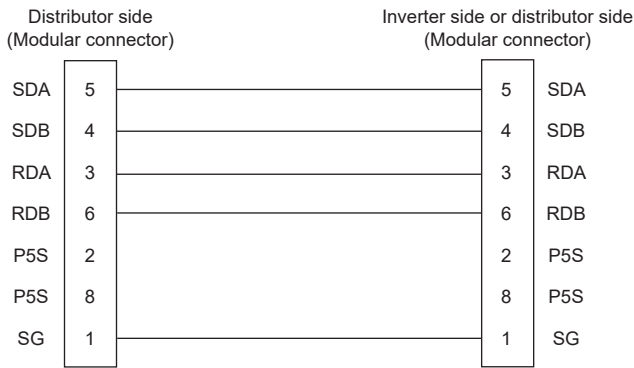 Distributor side
(Modular connector)
Inverter side or distributor side
(Modular connector)
SDA 5 5 SDA
SDB 4 4 SDB
RDA 3 3 RDA
RDB 6 6 RDB
P5S 2 2 P5S
P5S 8 8 P5S
SG 1 1 SG